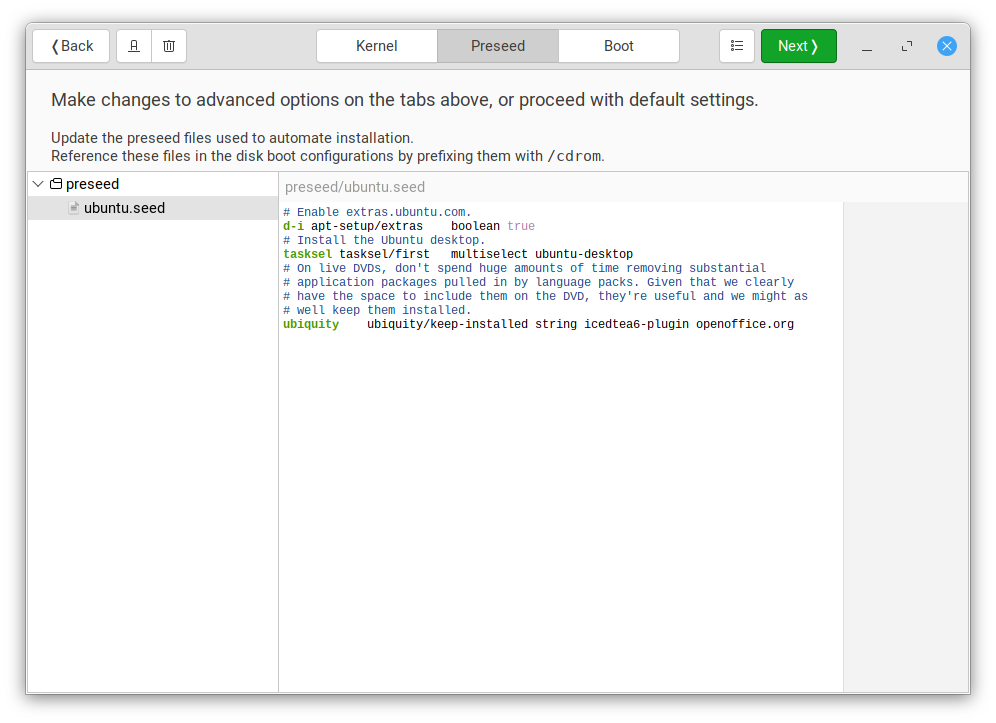 ❬Back
Kernel
Preseed
Boot
Next❭
Make changes to advanced options on the tabs above, or proceed with default settings.
Update the preseed files used to automate installation.
Reference these files in the disk boot configurations by prefixing them with /cdrom.
preseed
ubuntu.seed
preseed/ubuntu.seed
# Enable extras.ubuntu.com.
d-i apt-setup/extras    boolean true
# Install the Ubuntu desktop.
tasksel tasksel/first   multiselect ubuntu-desktop
# On live DVDs, don't spend huge amounts of time removing substantial
# application packages pulled in by language packs. Given that we clearly
# have the space to include them on the DVD, they're useful and we might as
# well keep them installed.
ubiquity    ubiquity/keep-installed string icedtea6-plugin openoffice.org